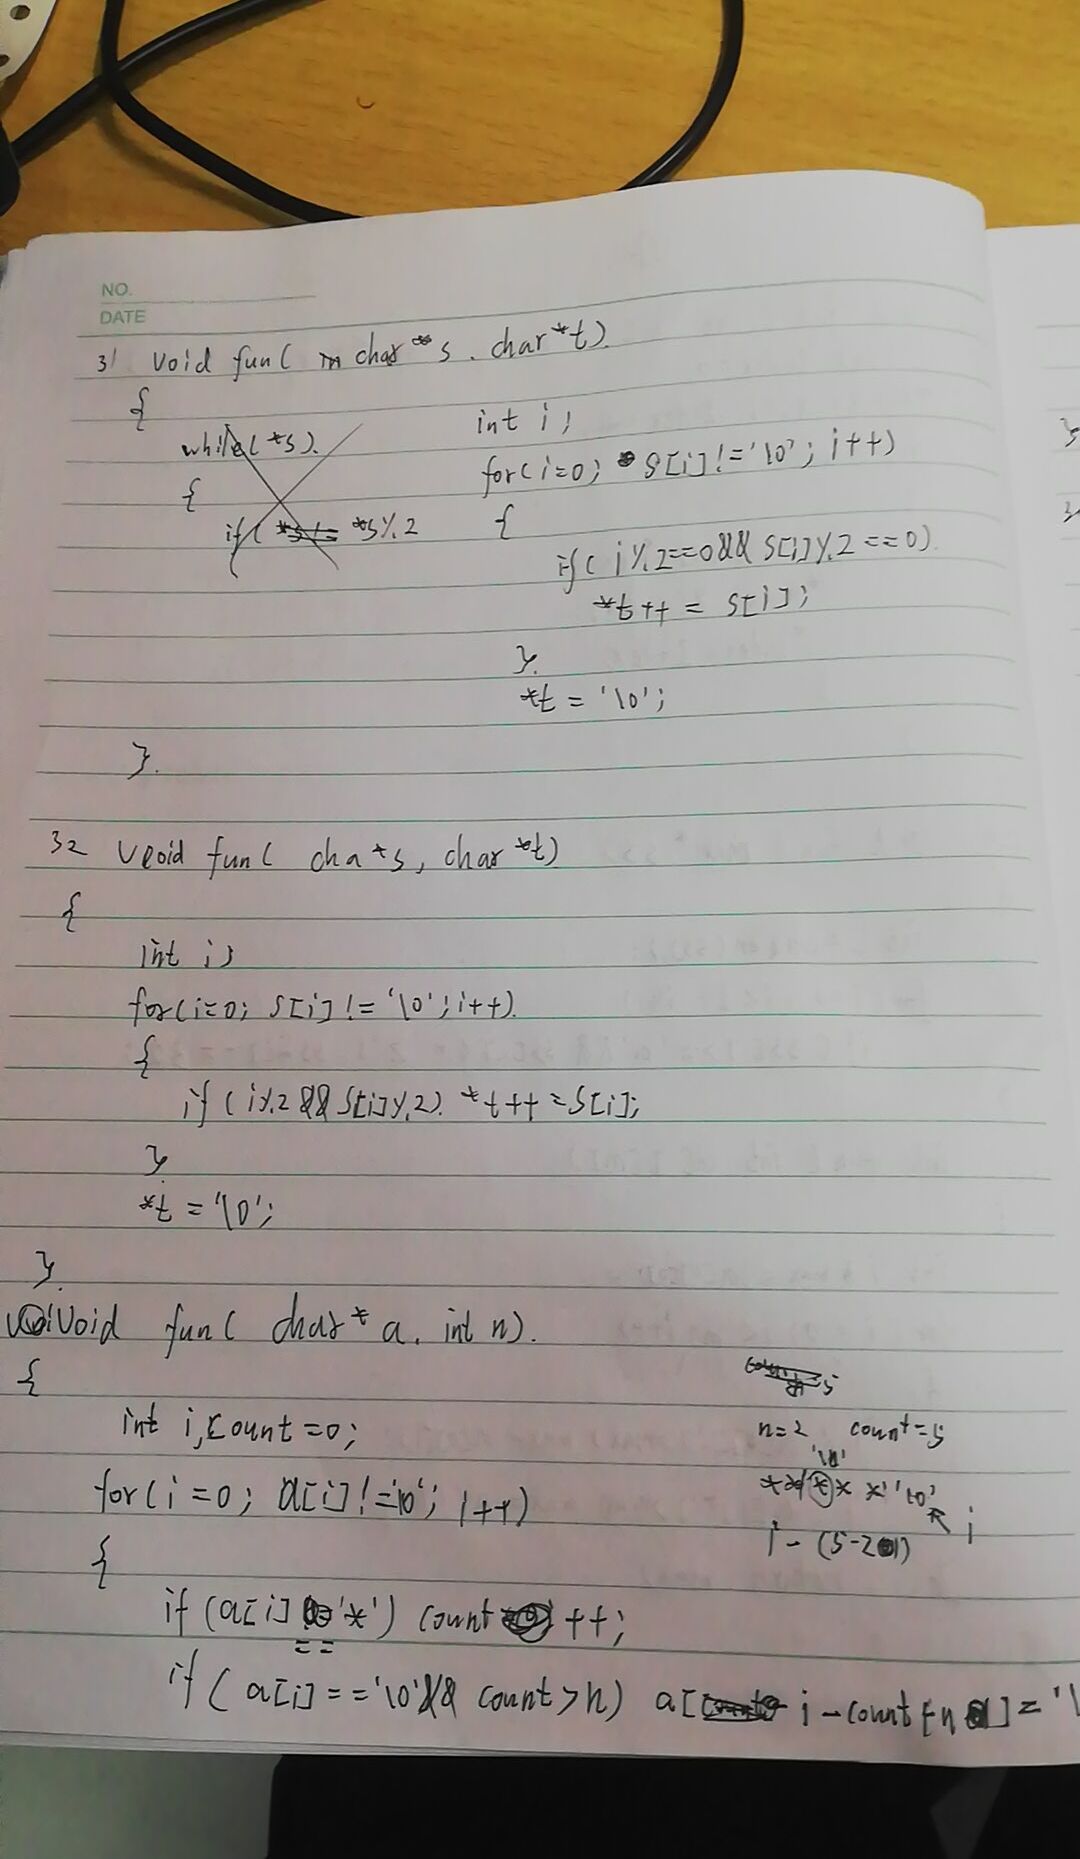 NO.
DATE
31 void fun( char *s, char *t)
{
while(*s)
{
if( *s%2
int i;
for(i=0; s[i]!='\0'; i++)
{
if( i%2==0&& s[i]%2==0)
*t++ = s[i];
}
*t = '\0';
}
32 void fun( cha *s, char *t)
{
int i;
for(i=0; s[i]!='\0'; i++)
{
if (i%2&&s[i]%2) *t++=s[i];
}
*t ='\0';
}
void fun( char* a, int n)
{
int i,count=0;
for(i=0; a[i]!='\0'; i++)
{
if (a[i]=='*') count++;
if( a[i]=='\0'&& count>n) a[i-count+n]='\
n=2 count=5
'\0'
*****'\0'
i
i-(5-2)